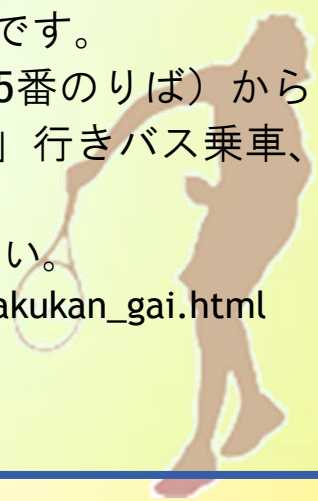 です。
5番のりば）から
」行きバス乗車、
い。
akukan_gai.html